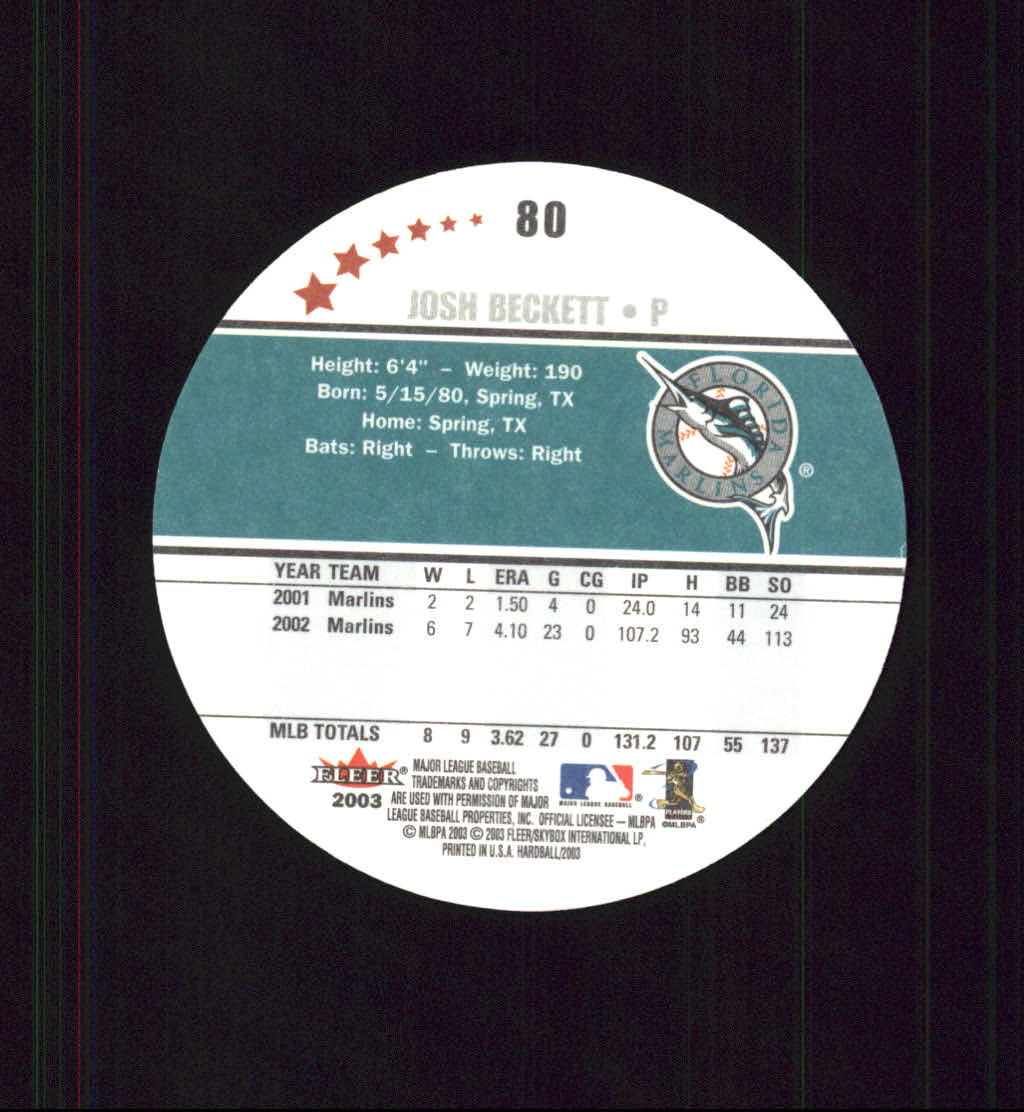 80
JOSH BECKETT • P
Height: 6'4" – Weight: 190
Born: 5/15/80, Spring, TX
Home: Spring, TX
Bats: Right – Throws: Right
FLORIDA MARLINS ®
YEAR TEAM W L ERA G CG IP H BB SO
2001 Marlins 2 2 1.50 4 0 24.0 14 11 24
2002 Marlins 6 7 4.10 23 0 107.2 93 44 113
MLB TOTALS 8 9 3.62 27 0 131.2 107 55 137
FLEER®
2003
MAJOR LEAGUE BASEBALL
TRADEMARKS AND COPYRIGHTS
ARE USED WITH PERMISSION OF MAJOR
LEAGUE BASEBALL PROPERTIES, INC. OFFICIAL LICENSEE – MLBPA
© MLBPA 2003 © 2003 FLEER/SKYBOX INTERNATIONAL LP,
PRINTED IN U.S.A. HARDBALL/2003
MAJOR LEAGUE BASEBALL ®
PLAYERS
©MLBPA ®